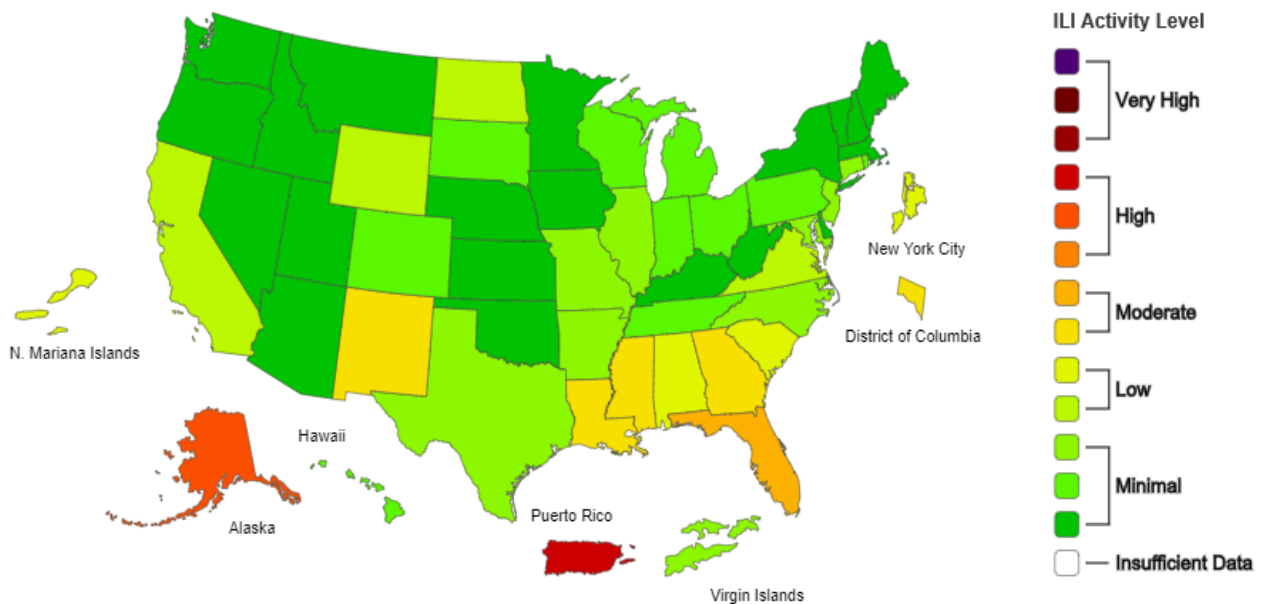 ILI Activity Level
Very High
High
Moderate
Low
Minimal
Insufficient Data
New York City
District of Columbia
N. Mariana Islands
Hawaii
Alaska
Puerto Rico
Virgin Islands